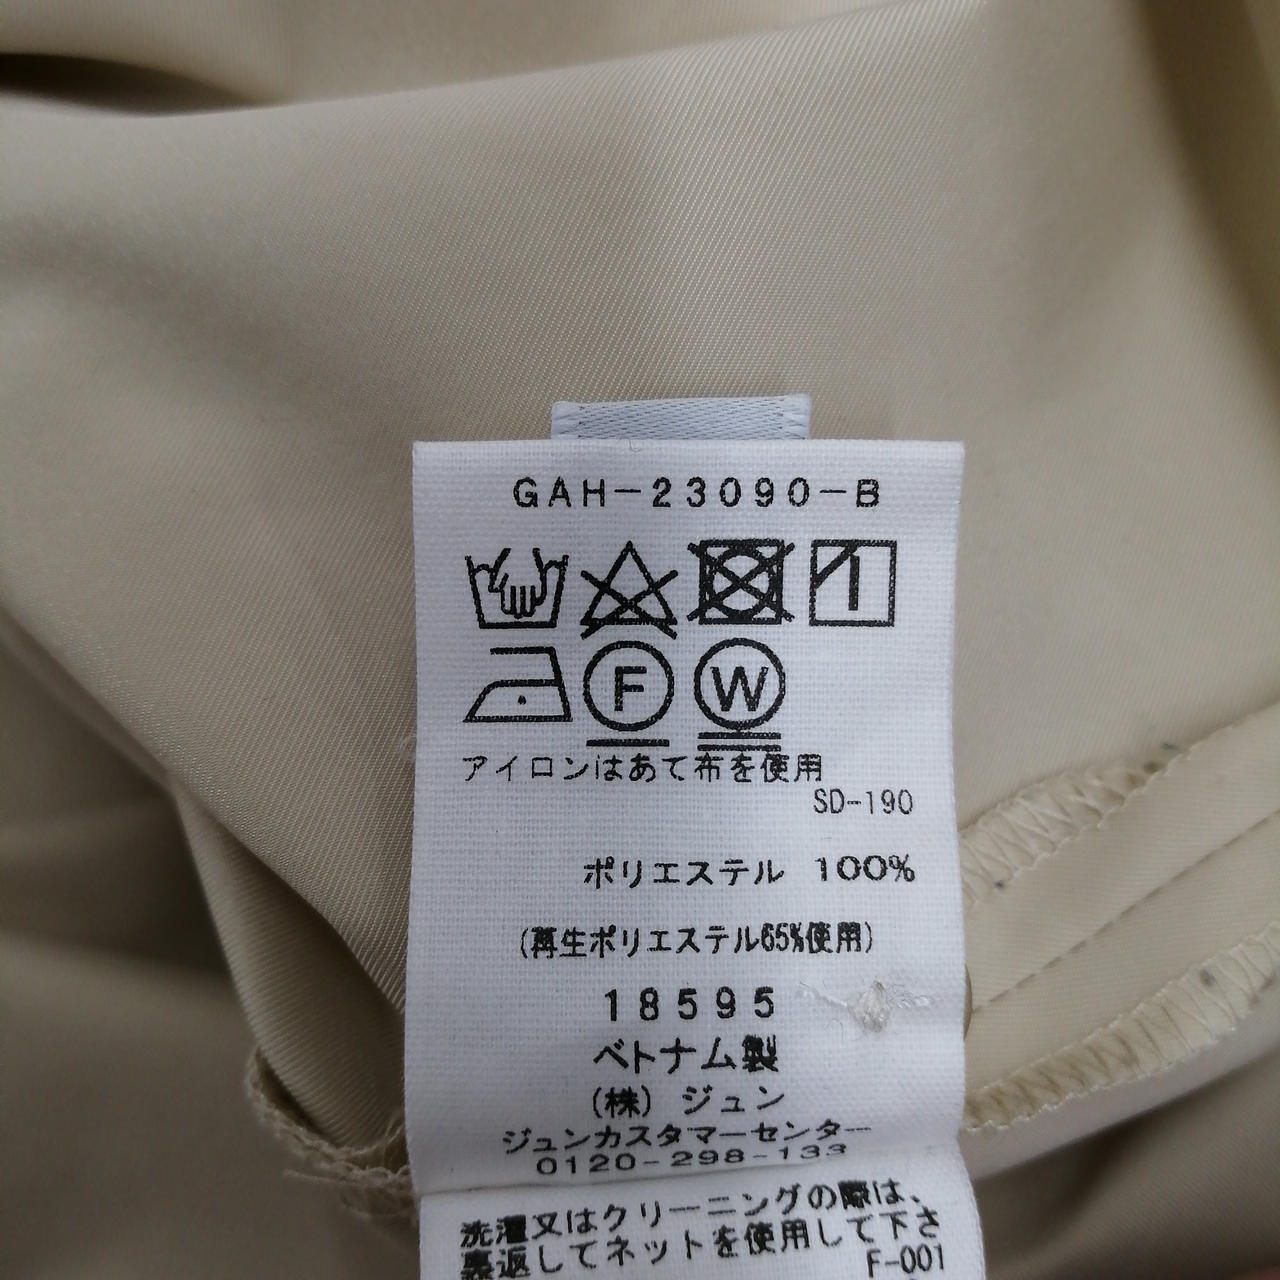 GAH-23090-B
F
W
アイロンはあて布を使用
SD-190
ポリエステル 100%
(再生ポリエステル65%使用)
18595
ベトナム製
(株) ジュン
ジュンカスタマーセンター
0120-298-133
洗濯又はクリーニングの際は、
裏返してネットを使用して下さ
F-001